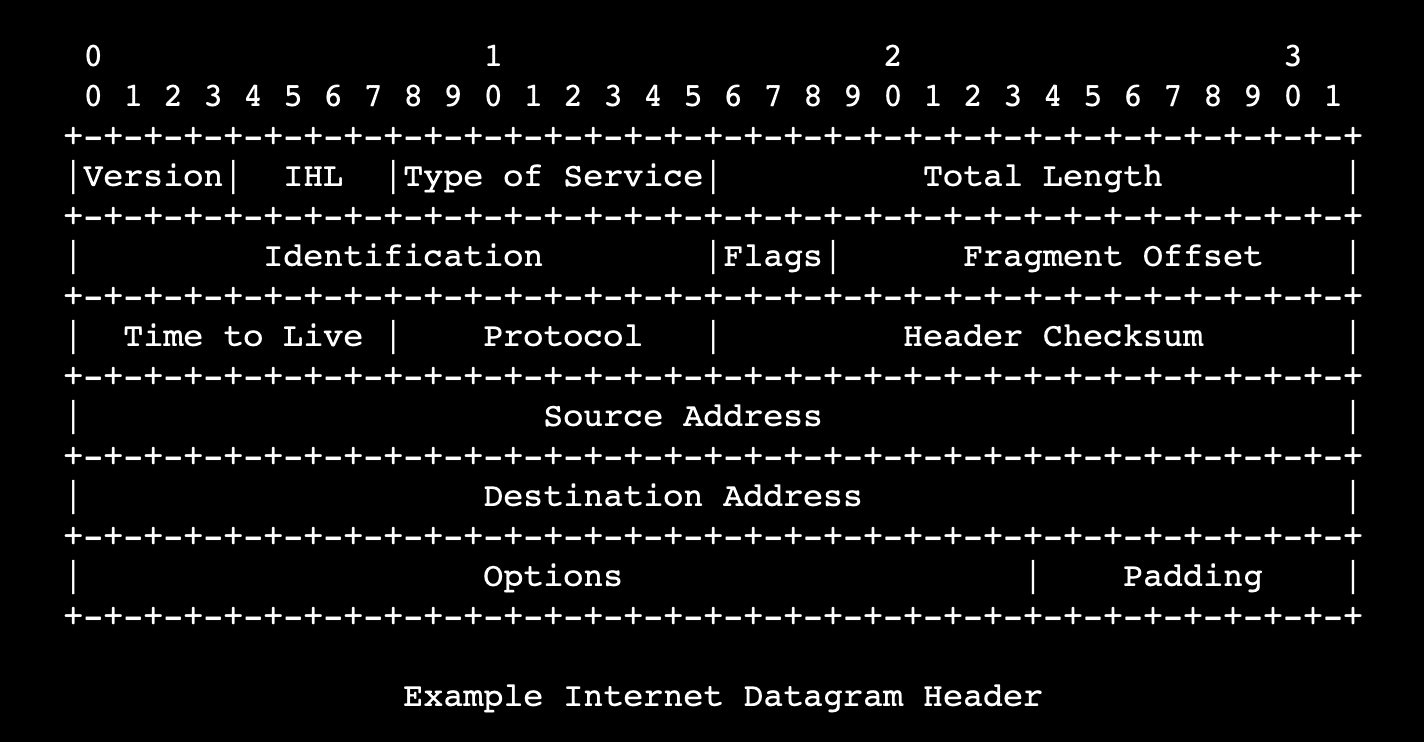 0                   1                   2                   3
 0 1 2 3 4 5 6 7 8 9 0 1 2 3 4 5 6 7 8 9 0 1 2 3 4 5 6 7 8 9 0 1
+-+-+-+-+-+-+-+-+-+-+-+-+-+-+-+-+-+-+-+-+-+-+-+-+-+-+-+-+-+-+-+-+
|Version|  IHL  |Type of Service|          Total Length         |
+-+-+-+-+-+-+-+-+-+-+-+-+-+-+-+-+-+-+-+-+-+-+-+-+-+-+-+-+-+-+-+-+
|         Identification        |Flags|      Fragment Offset    |
+-+-+-+-+-+-+-+-+-+-+-+-+-+-+-+-+-+-+-+-+-+-+-+-+-+-+-+-+-+-+-+-+
|  Time to Live |    Protocol   |         Header Checksum       |
+-+-+-+-+-+-+-+-+-+-+-+-+-+-+-+-+-+-+-+-+-+-+-+-+-+-+-+-+-+-+-+-+
|                       Source Address                          |
+-+-+-+-+-+-+-+-+-+-+-+-+-+-+-+-+-+-+-+-+-+-+-+-+-+-+-+-+-+-+-+-+
|                    Destination Address                        |
+-+-+-+-+-+-+-+-+-+-+-+-+-+-+-+-+-+-+-+-+-+-+-+-+-+-+-+-+-+-+-+-+
|                    Options                    |    Padding    |
+-+-+-+-+-+-+-+-+-+-+-+-+-+-+-+-+-+-+-+-+-+-+-+-+-+-+-+-+-+-+-+-+
                 Example Internet Datagram Header